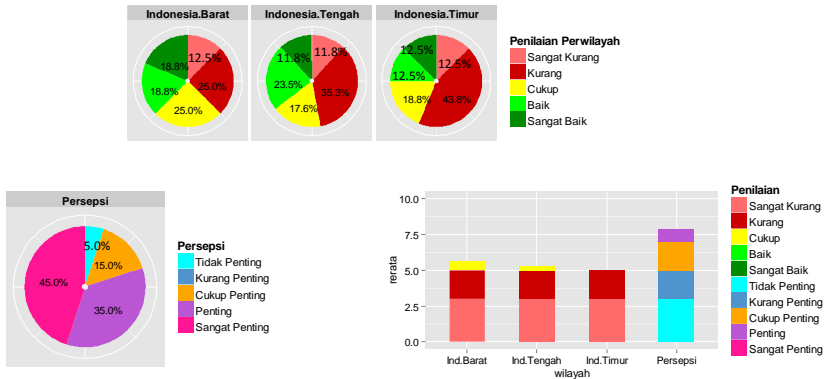 Indonesia.Barat
Indonesia.Tengah
Indonesia.Timur
12.5%
25.0%
25.0%
18.8%
18.8%
11.8%
35.3%
17.6%
23.5%
11.8%
12.5%
43.8%
18.8%
12.5%
12.5%
Penilaian Perwilayah
Sangat Kurang
Kurang
Cukup
Baik
Sangat Baik
Persepsi
5.0%
15.0%
35.0%
45.0%
Persepsi
Tidak Penting
Kurang Penting
Cukup Penting
Penting
Sangat Penting
rerata
10.0
7.5
5.0
2.5
0.0
Ind.Barat
Ind.Tengah
Ind.Timur
Persepsi
wilayah
Penilaian
Sangat Kurang
Kurang
Cukup
Baik
Sangat Baik
Tidak Penting
Kurang Penting
Cukup Penting
Penting
Sangat Penting